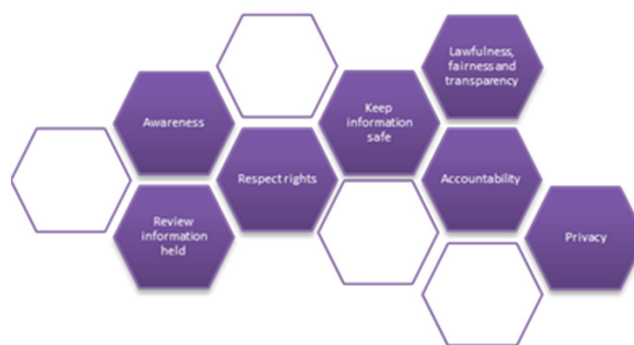 Lawfulness,
fairness and
transparency
Keep
information
safe
Awareness
Respect rights
Accountability
Review
information
held
Privacy